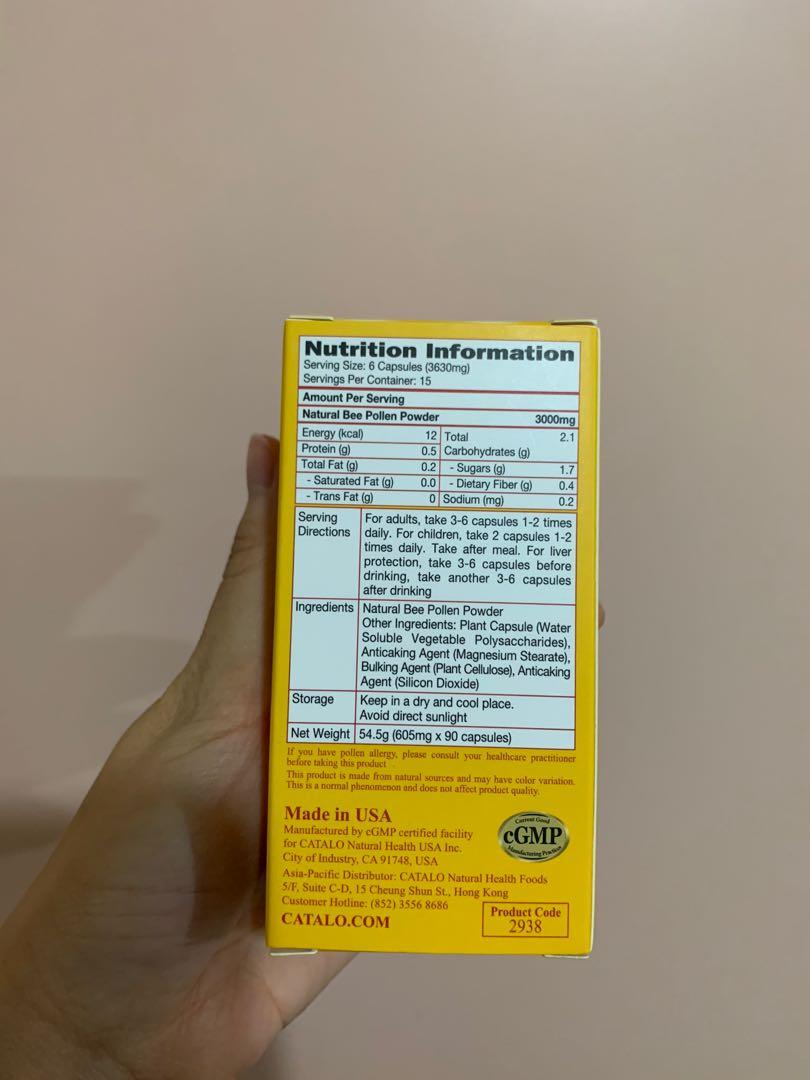 Nutrition Information
Serving Size: 6 Capsules (3630mg)
Servings Per Container: 15
Amount Per Serving
Natural Bee Pollen Powder 3000mg
Energy (kcal) 12
Protein (g) 0.5
Total Fat (g) 0.2
- Saturated Fat (g) 0.0
- Trans Fat (g) 0
Total 2.1
Carbohydrates (g)
- Sugars (g) 1.7
- Dietary Fiber (g) 0.4
Sodium (mg) 0.2
Serving
Directions
For adults, take 3-6 capsules 1-2 times
daily. For children, take 2 capsules 1-2
times daily. Take after meal. For liver
protection, take 3-6 capsules before
drinking, take another 3-6 capsules
after drinking
Ingredients
Natural Bee Pollen Powder
Other Ingredients: Plant Capsule (Water
Soluble Vegetable Polysaccharides),
Anticaking Agent (Magnesium Stearate),
Bulking Agent (Plant Cellulose), Anticaking
Agent (Silicon Dioxide)
Storage
Keep in a dry and cool place.
Avoid direct sunlight
Net Weight 54.5g (605mg x 90 capsules)
If you have pollen allergy, please consult your healthcare practitioner
before taking this product
This product is made from natural sources and may have color variation.
This is a normal phenomenon and does not affect product quality.
Made in USA
Manufactured by cGMP certified facility
for CATALO Natural Health USA Inc.
City of Industry, CA 91748, USA
Current Good
cGMP
Manufacturing Practices
Asia-Pacific Distributor: CATALO Natural Health Foods
5/F, Suite C-D, 15 Cheung Shun St., Hong Kong
Customer Hotline: (852) 3556 8686
CATALO.COM
Product Code
2938